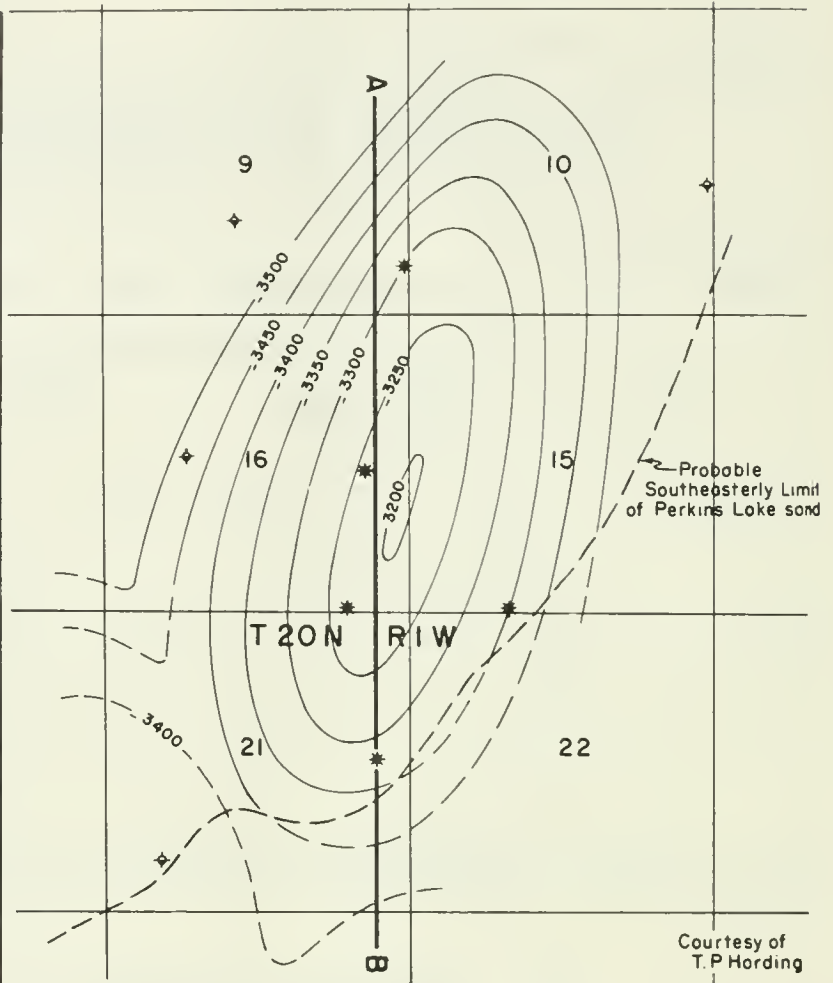 A
9
10
-3500
-3450
-3400
-3350
-3300
-3250
16
15
3200
Probable
Southeasterly Limit
of Perkins Lake sand
T 20N R1W
21
22
-3400
B
Courtesy of
T.P Harding